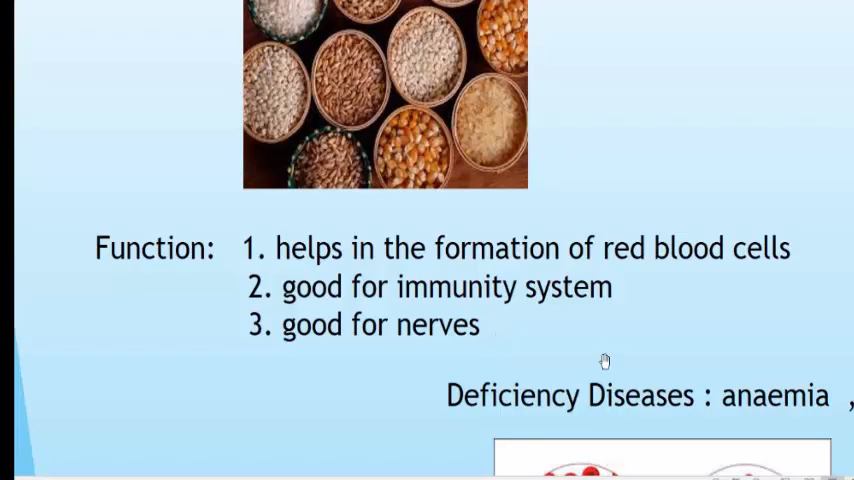 Function: 1. helps in the formation of red blood cells
2. good for immunity system
3. good for nerves
Deficiency Diseases : anaemia ,